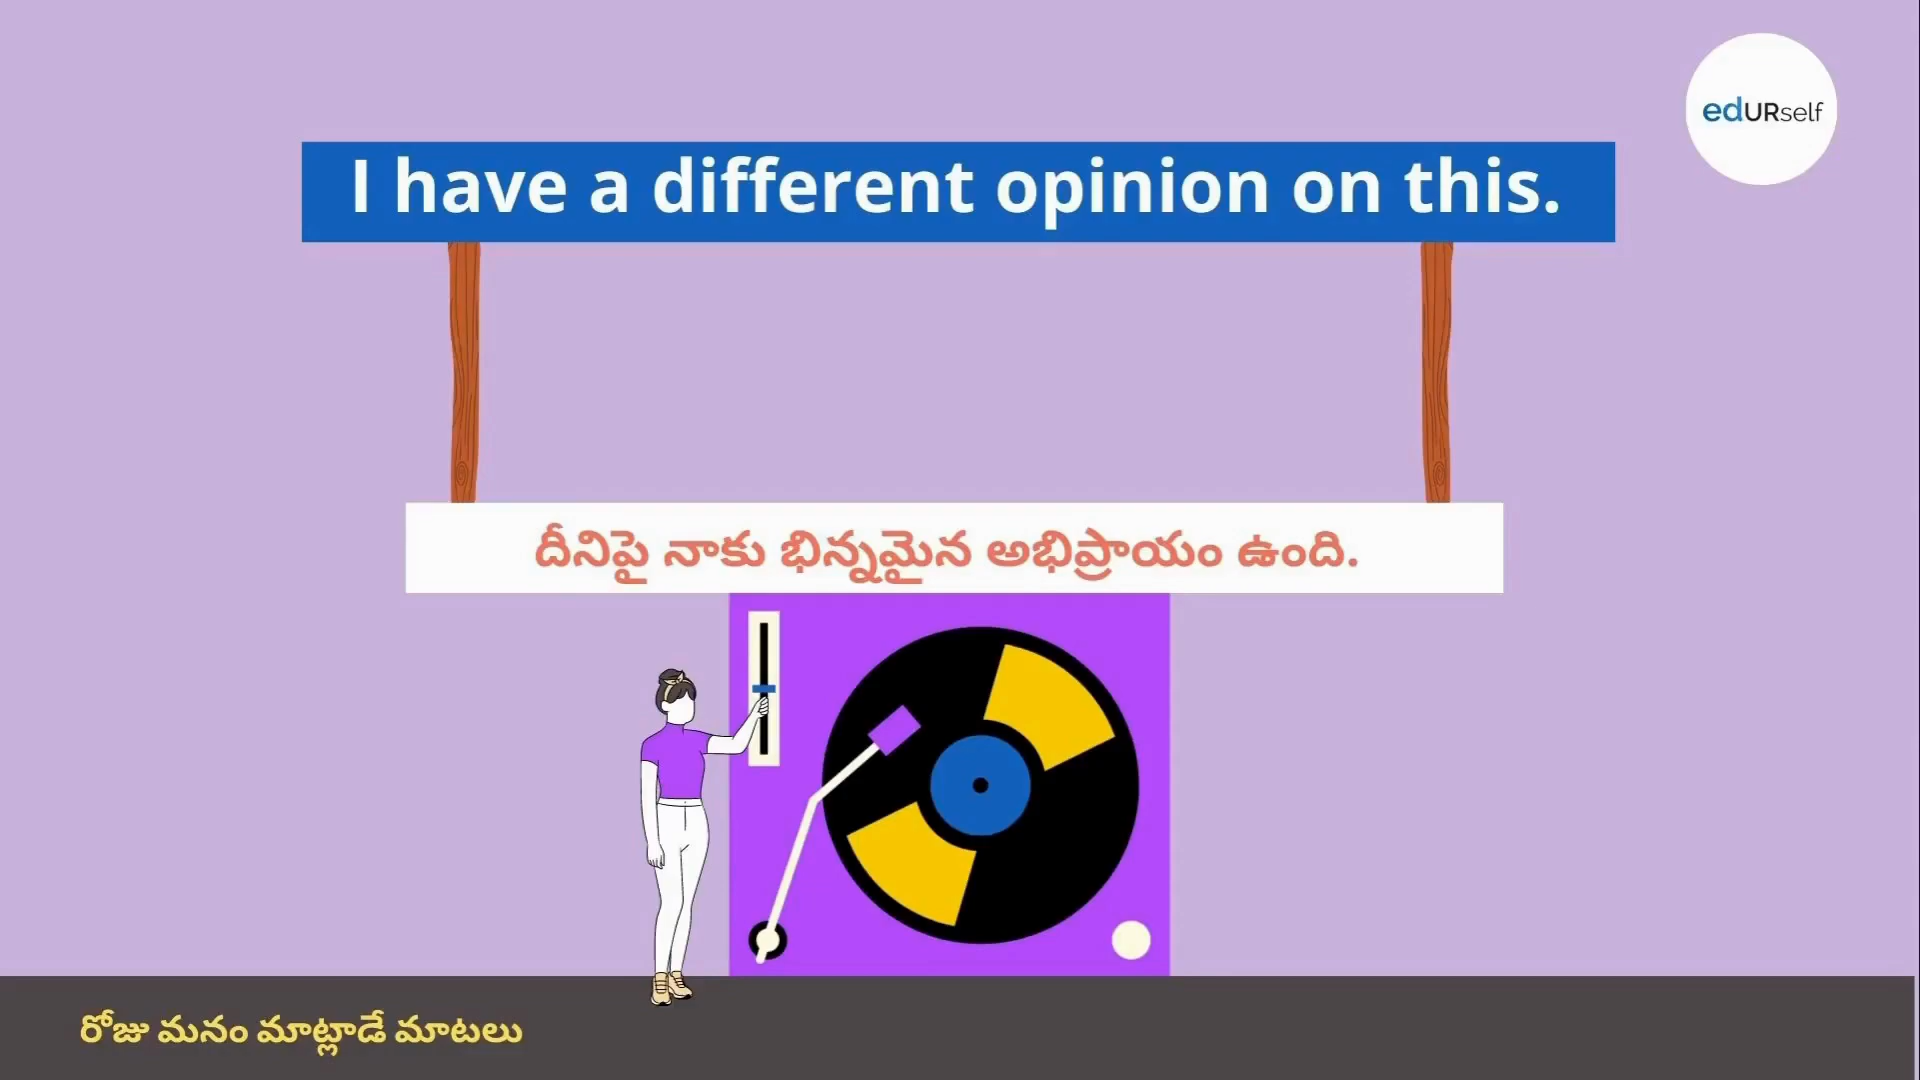 edURself
I have a different opinion on this.
దీనిపై నాకు భిన్నమైన అభిప్రాయం ఉంది.
రోజు మనం మాట్లాడే మాటలు